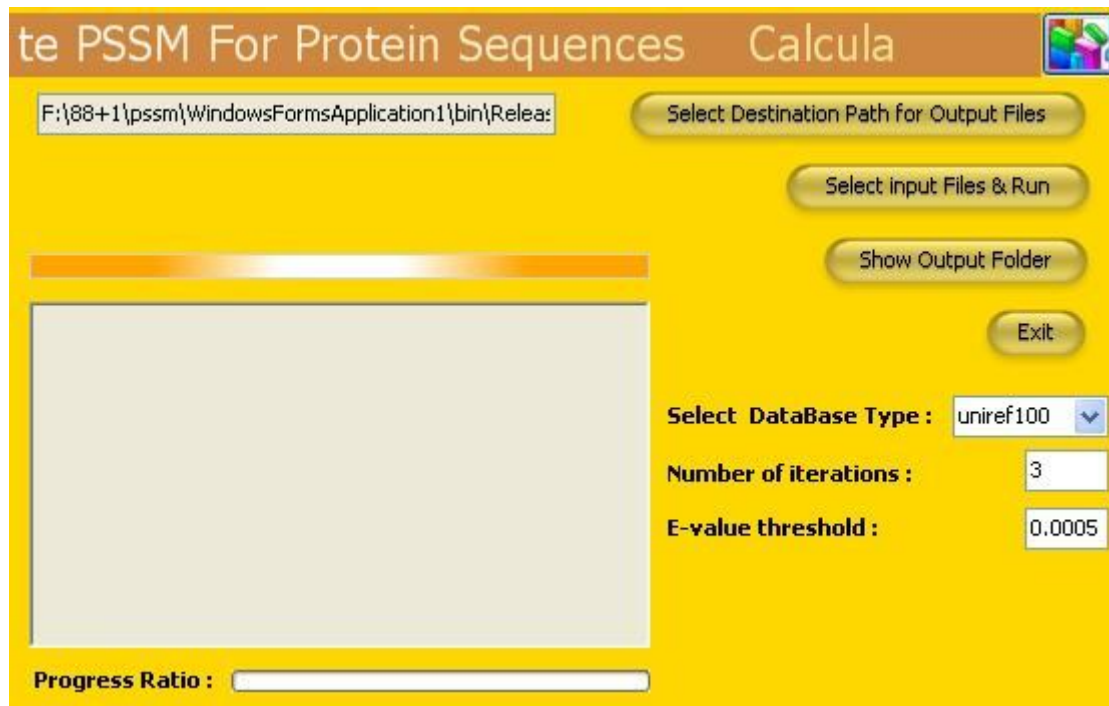 te PSSM For Protein Sequences Calcula
F:\88+1\pssm\WindowsFormsApplication1\bin\Releas
Select Destination Path for Output Files
Select input Files & Run
Show Output Folder
Exit
Select DataBase Type : uniref100
Number of iterations : 3
E-value threshold : 0.0005
Progress Ratio :